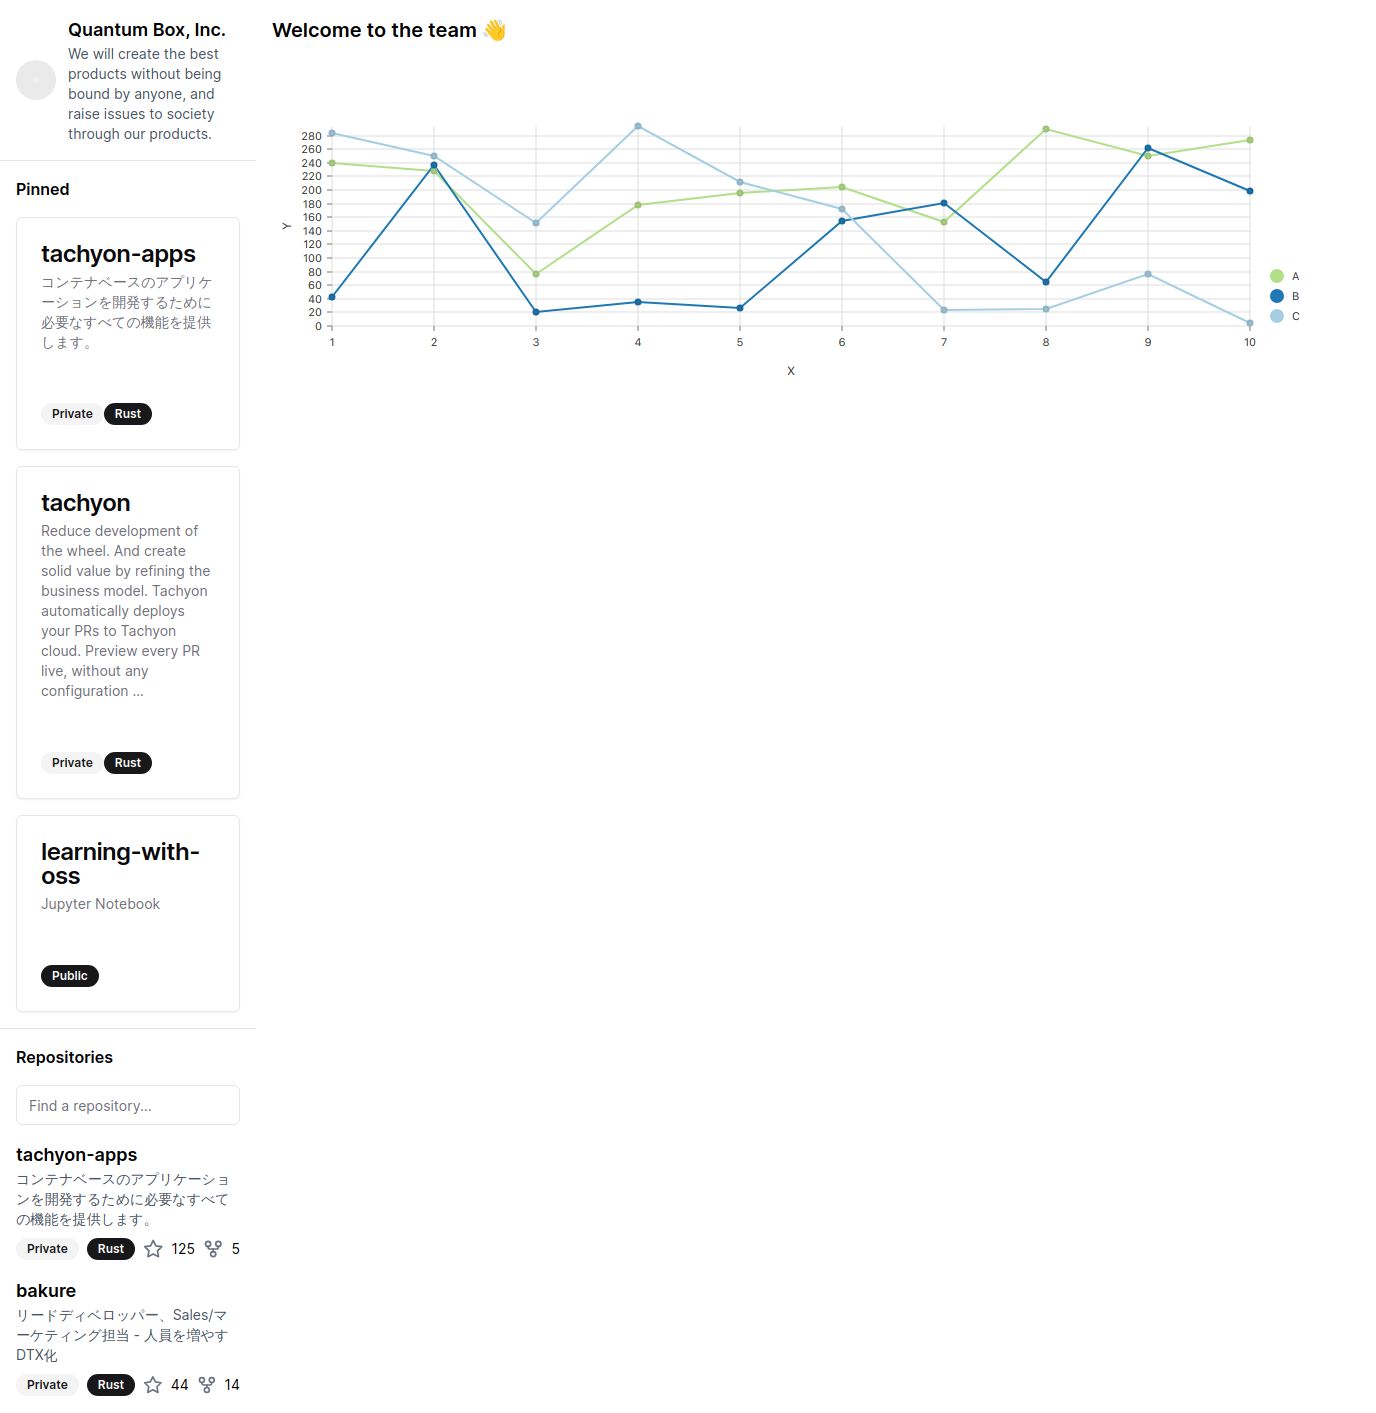 Quantum Box, Inc.
We will create the best
products without being
bound by anyone, and
raise issues to society
through our products.
Pinned
tachyon-apps
コンテナベースのアプリケ
ーションを開発するために
必要なすべての機能を提供
します。
Private Rust
tachyon
Reduce development of
the wheel. And create
solid value by refining the
business model. Tachyon
automatically deploys
your PRs to Tachyon
cloud. Preview every PR
live, without any
configuration ...
Private Rust
learning-with-
oss
Jupyter Notebook
Public
Repositories
Find a repository...
tachyon-apps
コンテナベースのアプリケーショ
ンを開発するために必要なすべて
の機能を提供します。
Private Rust 125 5
bakure
リードディベロッパー、Sales/マ
ーケティング担当 - 人員を増やす
DTX化
Private Rust 44 14
Welcome to the team 👋
280
260
240
220
200
180
160
140
120
100
80
60
40
20
0
Y
1 2 3 4 5 6 7 8 9 10
X
A
B
C